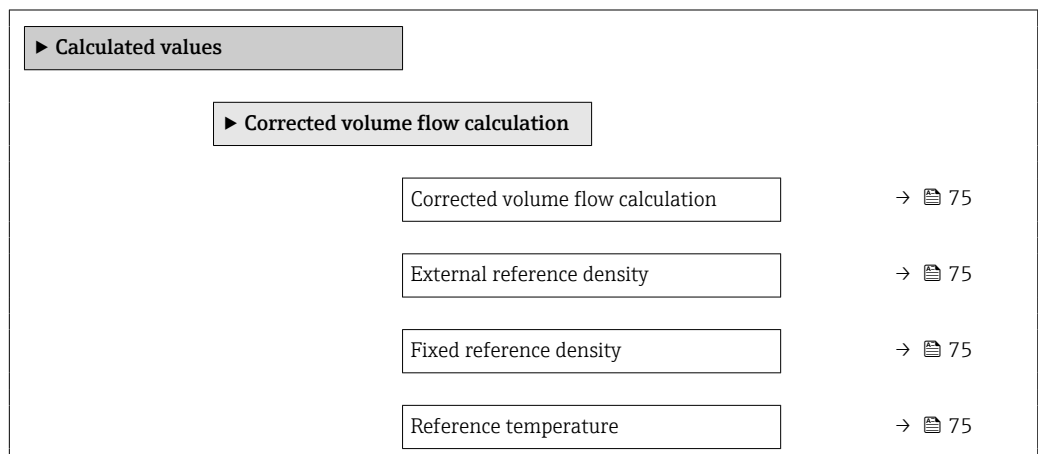 ► Calculated values
► Corrected volume flow calculation
Corrected volume flow calculation → 75
External reference density → 75
Fixed reference density → 75
Reference temperature → 75